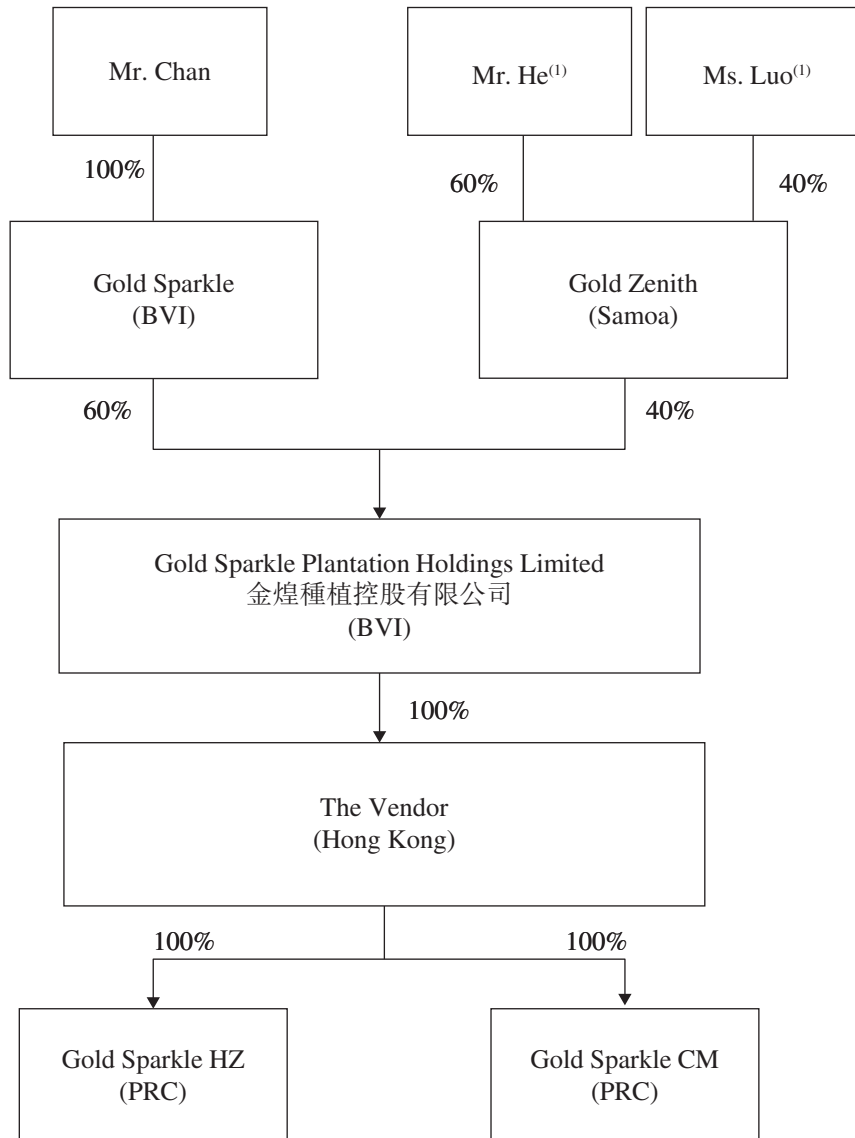 Mr. Chan
Mr. He(1)
Ms. Luo(1)
100%
60%
40%
Gold Sparkle
(BVI)
Gold Zenith
(Samoa)
60%
40%
Gold Sparkle Plantation Holdings Limited
金煌種植控股有限公司
(BVI)
100%
The Vendor
(Hong Kong)
100%
100%
Gold Sparkle HZ
(PRC)
Gold Sparkle CM
(PRC)